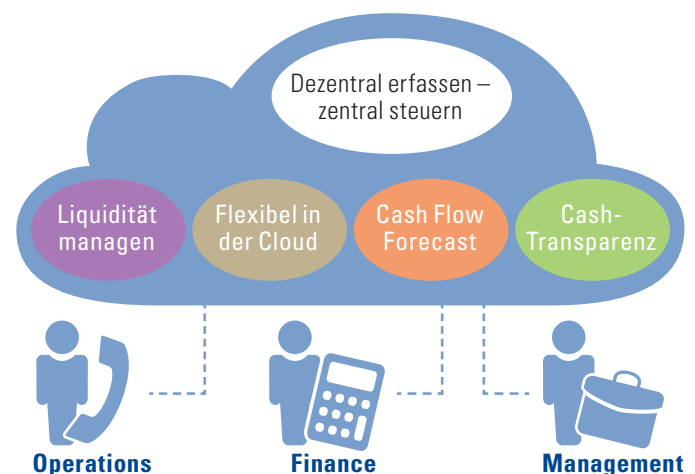 Dezentral erfassen –
zentral steuern
Liquidität
managen
Flexibel in
der Cloud
Cash Flow
Forecast
Cash-
Transparenz
Operations
Finance
Management